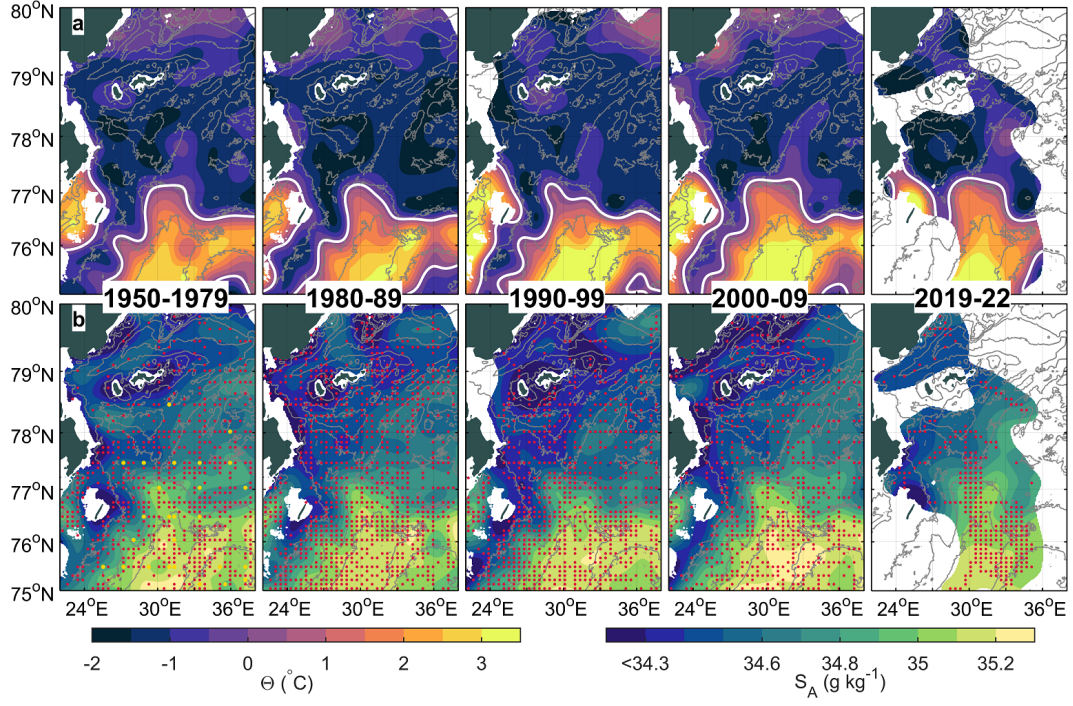 80°N
a
79°N
78°N
77°N
76°N
1950-1979
1980-89
1990-99
2000-09
2019-22
80°N
b
79°N
78°N
77°N
76°N
75°N
24°E 30°E 36°E 24°E 30°E 36°E 24°E 30°E 36°E 24°E 30°E 36°E 24°E 30°E 36°E
-2 -1 0 1 2 3
Θ (°C)
<34.3 34.6 34.8 35 35.2
S_A (g kg⁻¹)